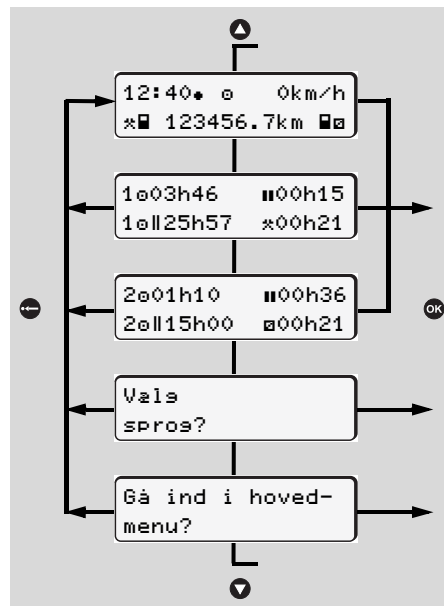 12:40● ⊙ 0km/h
⚒ 123456.7km
1⊙03h46 ▮▮00h15
1⊙‖25h57 ⚒00h21
2⊙01h10 ▮▮00h36
2⊙‖15h00 ⧄00h21
Vælg
sprog?
OK
Gå ind i hoved-
menu?